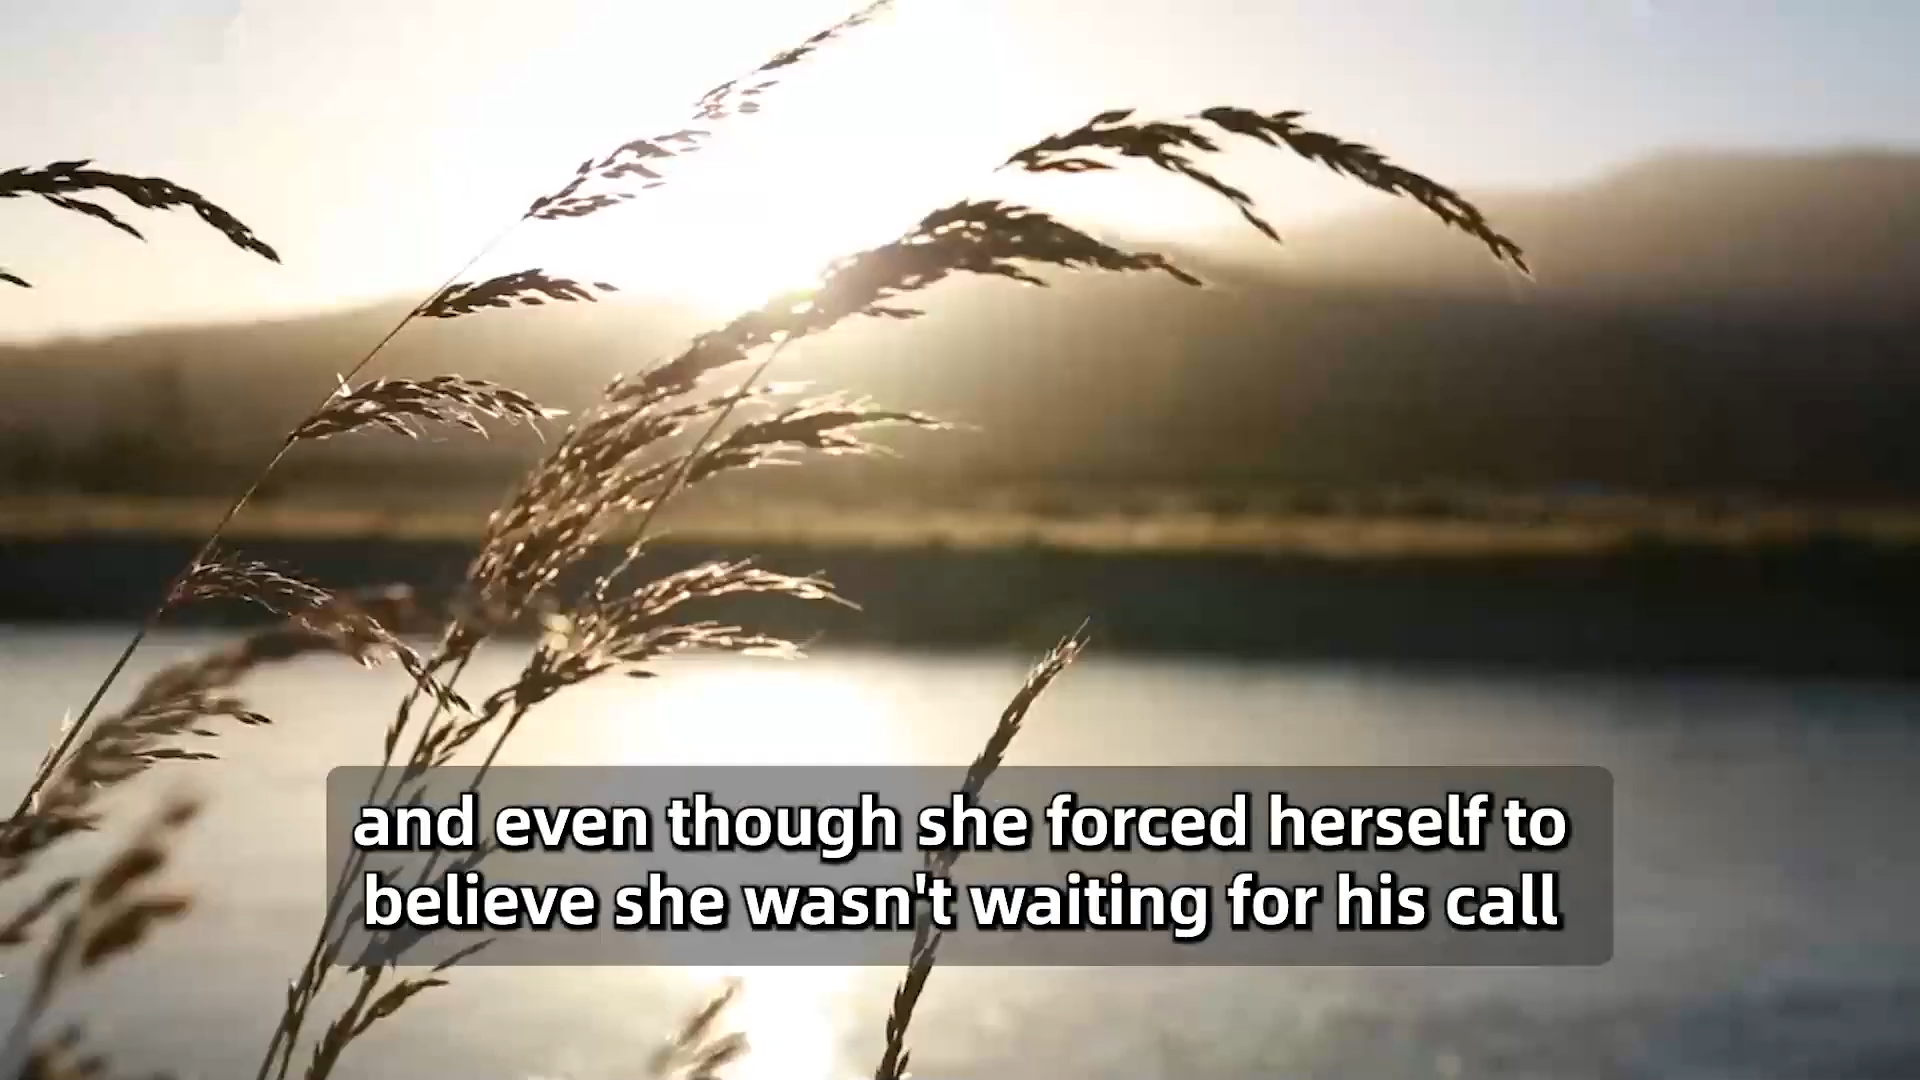 and even though she forced herself to
believe she wasn't waiting for his call